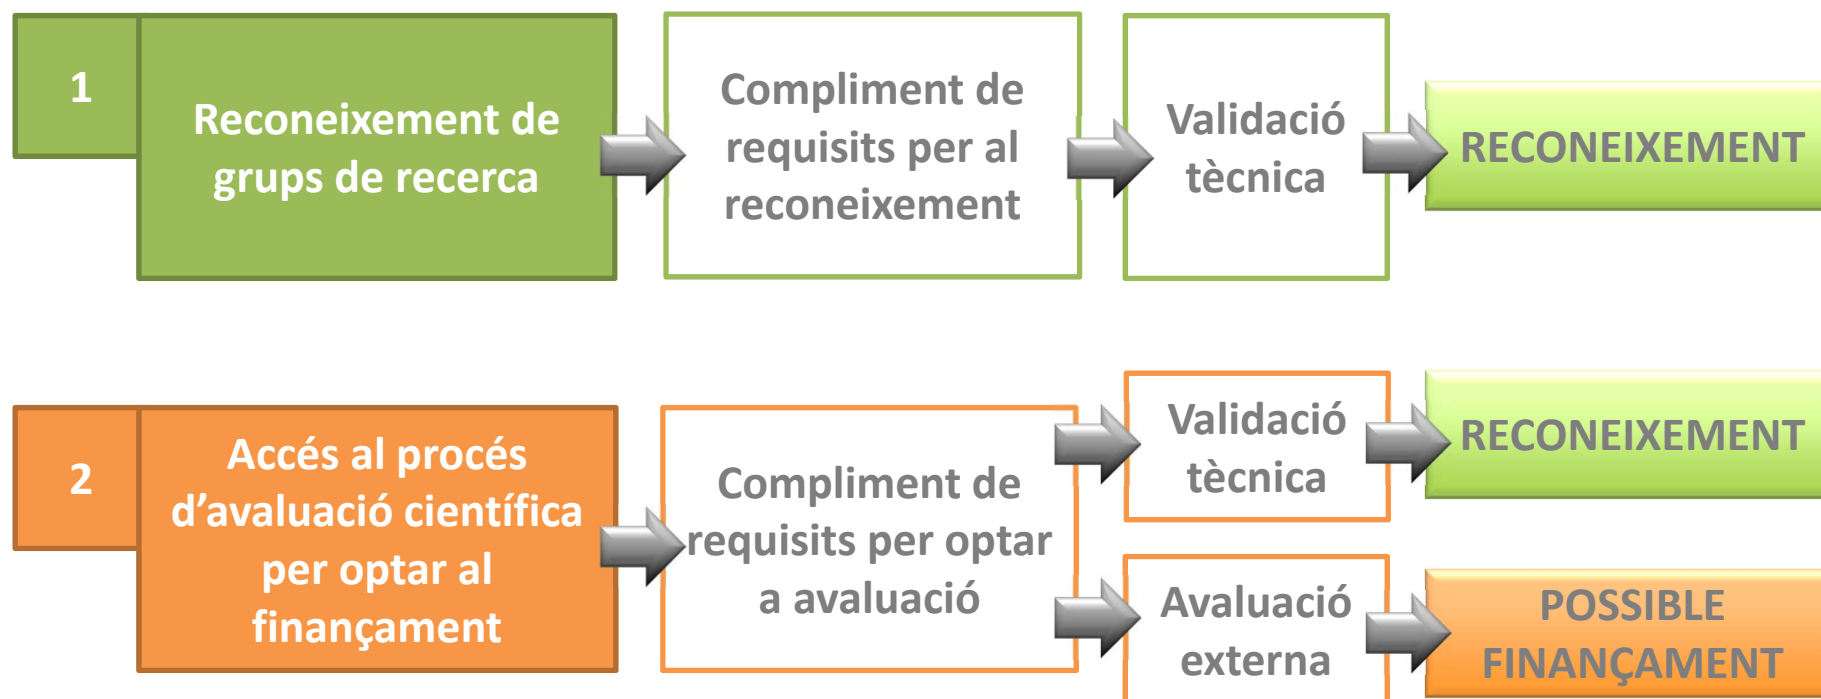 1
Reconeixement de
grups de recerca
Compliment de
requisits per al
reconeixement
Validació
tècnica
RECONEIXEMENT
2
Accés al procés
d’avaluació científica
per optar al
finançament
Compliment de
requisits per optar
a avaluació
Validació
tècnica
RECONEIXEMENT
Avaluació
externa
POSSIBLE
FINANÇAMENT